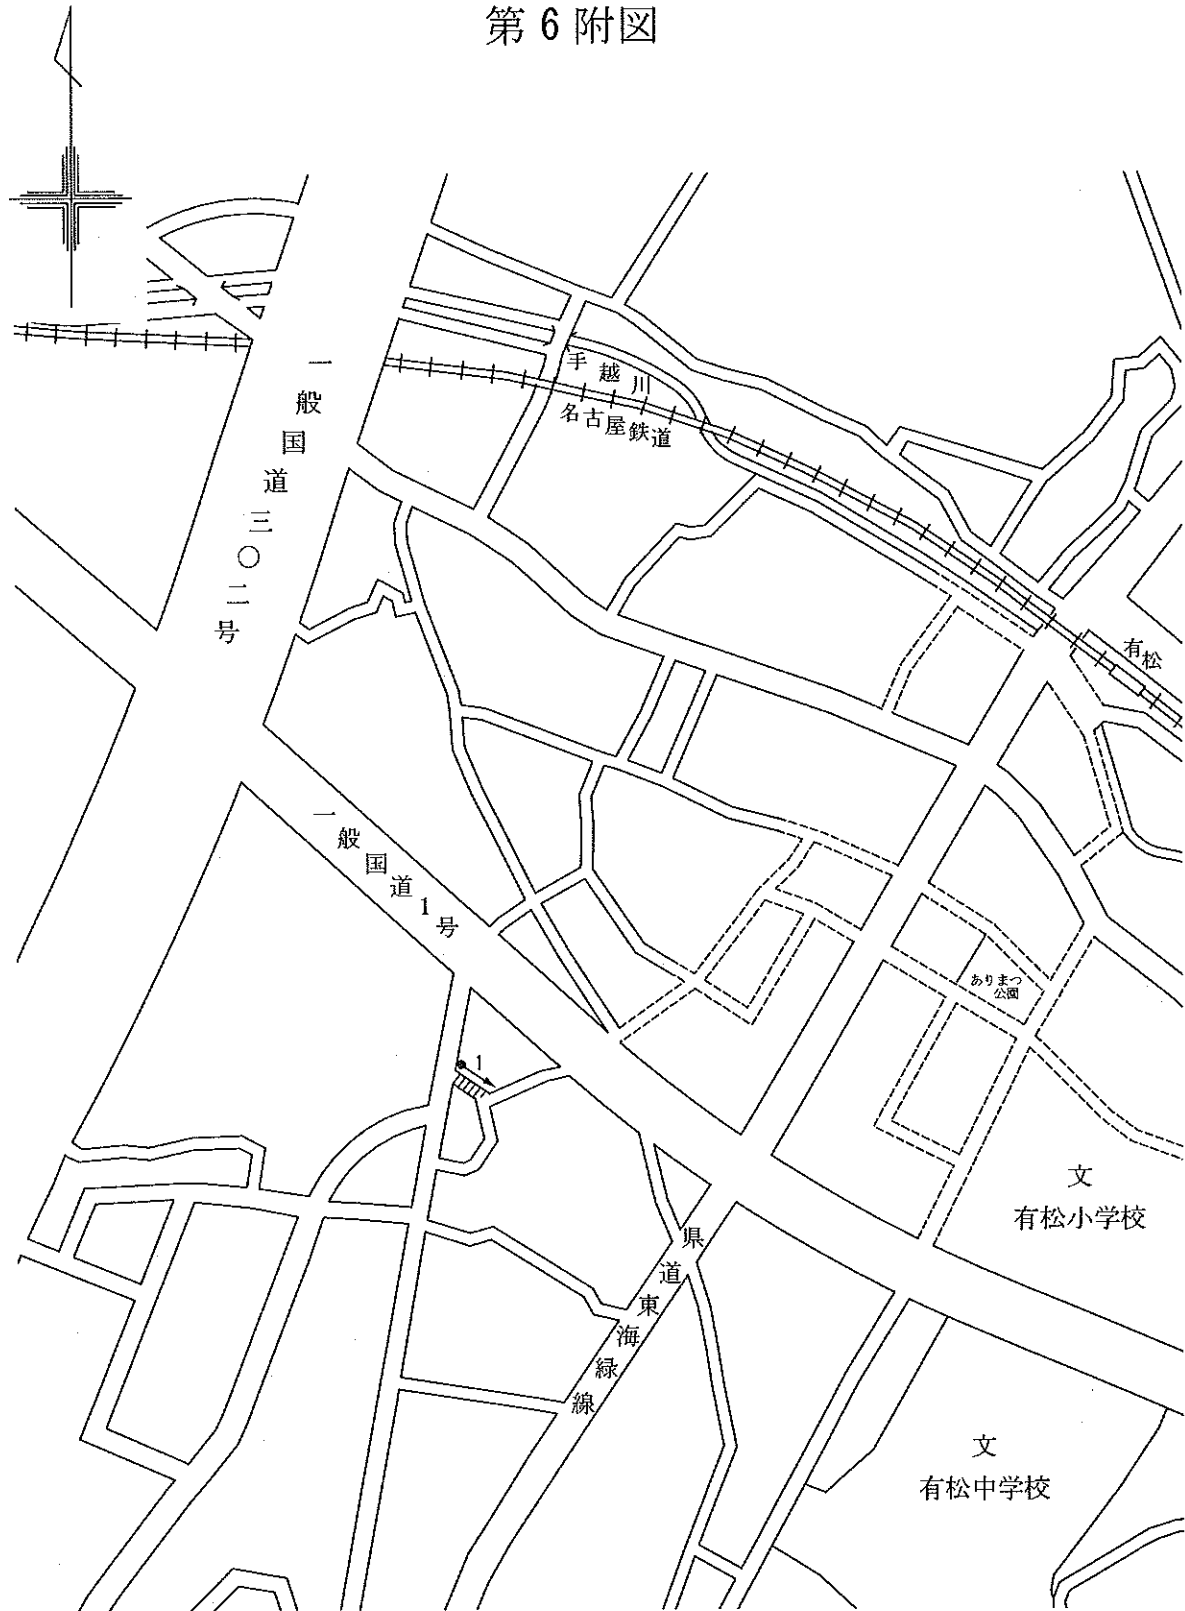 第6附図
一般国道三〇二号
手越川
名古屋鉄道
有松
一般国道1号
ありまつ
公園
1
文
有松小学校
県道東海緑線
文
有松中学校